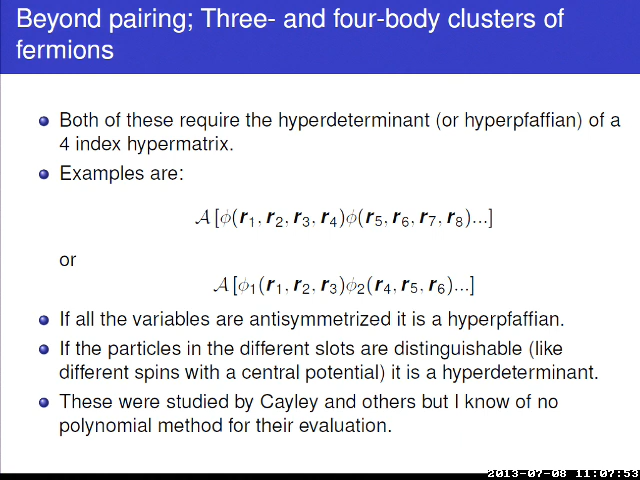 Beyond pairing; Three- and four-body clusters of
fermions
Both of these require the hyperdeterminant (or hyperpfaffian) of a
4 index hypermatrix.
Examples are:
𝒜 [ϕ(r₁, r₂, r₃, r₄)ϕ(r₅, r₆, r₇, r₈)...]
or
𝒜 [ϕ₁(r₁, r₂, r₃)ϕ₂(r₄, r₅, r₆)...]
If all the variables are antisymmetrized it is a hyperpfaffian.
If the particles in the different slots are distinguishable (like
different spins with a central potential) it is a hyperdeterminant.
These were studied by Cayley and others but I know of no
polynomial method for their evaluation.
2013-07-08 11:07:53